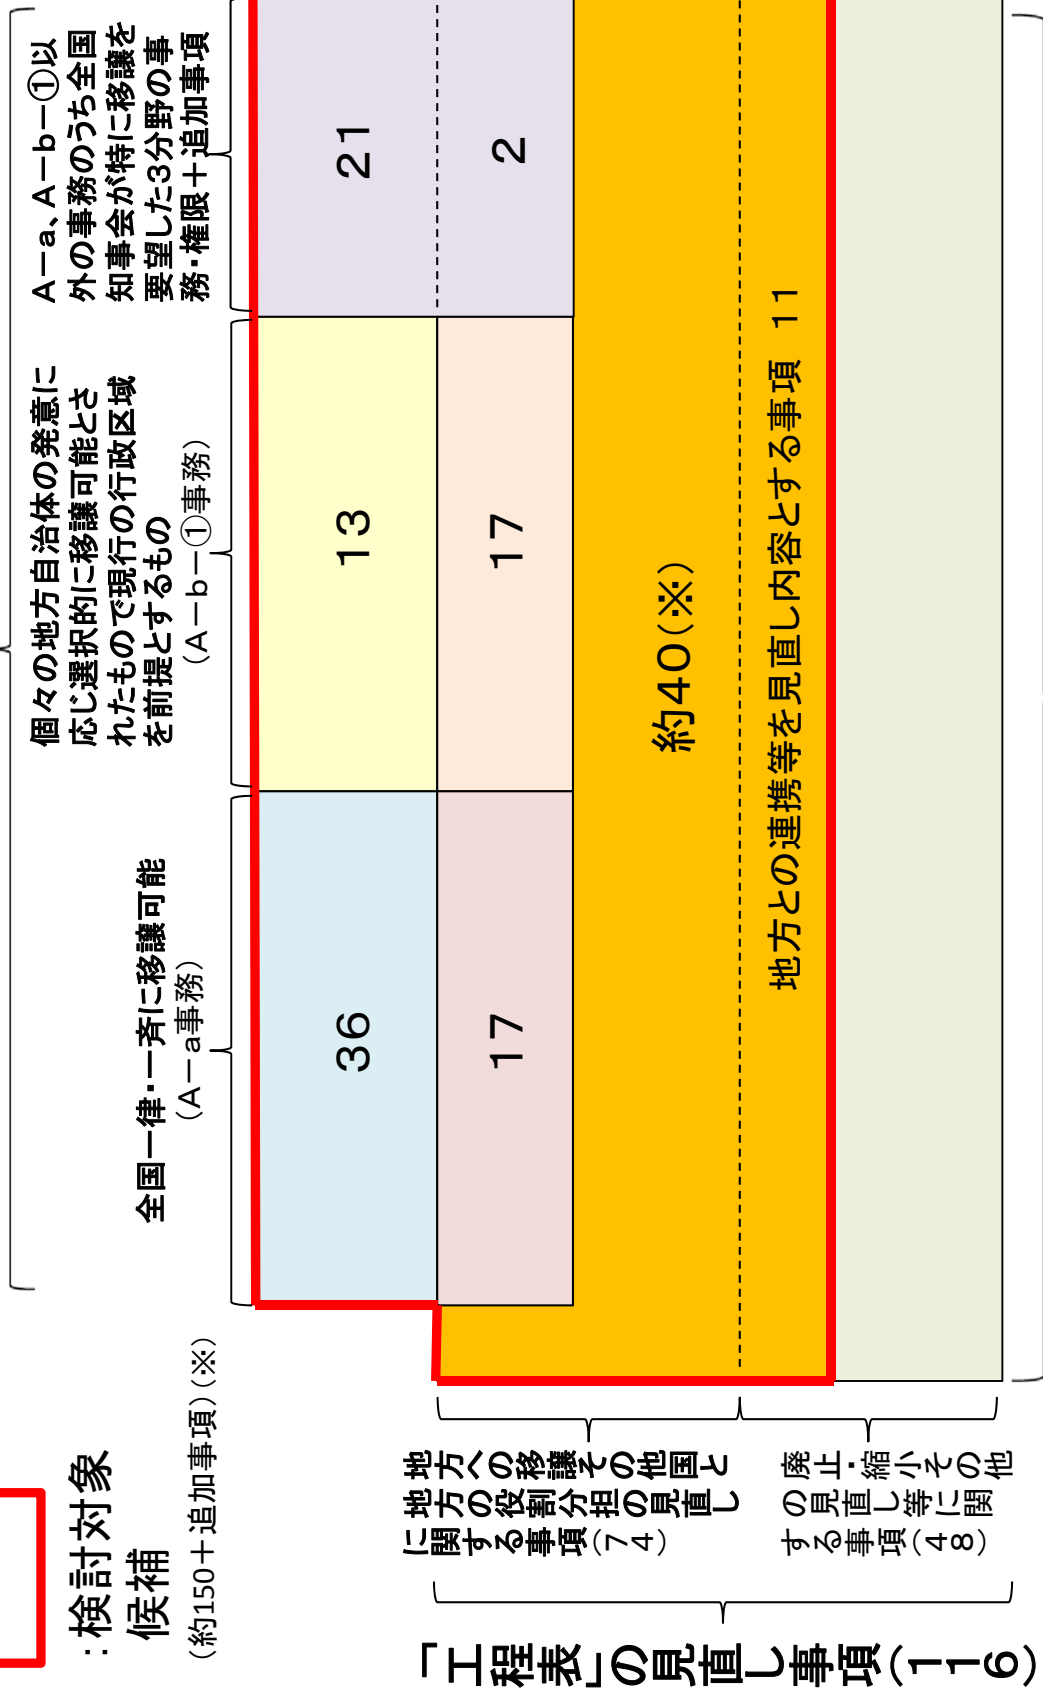 ：検討対象
候補
（約150＋追加事項）（※）
全国一律・一斉に移譲可能
（A－a事務）
個々の地方自治体の発意に
応じ選択的に移譲可能とさ
れたもので現行の行政区域
を前提とするもの
（A－b－①事務）
A－a、A－b－①以
外の事務のうち全国
知事会が特に移譲を
要望した3分野の事
務・権限＋追加事項
36
13
21
17
17
2
約40（※）
地方との連携等を見直し内容とする事項　11
地方への移譲その他国と
地方の役割分担の見直し
に関する事項（74）
廃止・縮小その他
の見直し等に関
する事項（48）
「工程表」の見直し事項（116）